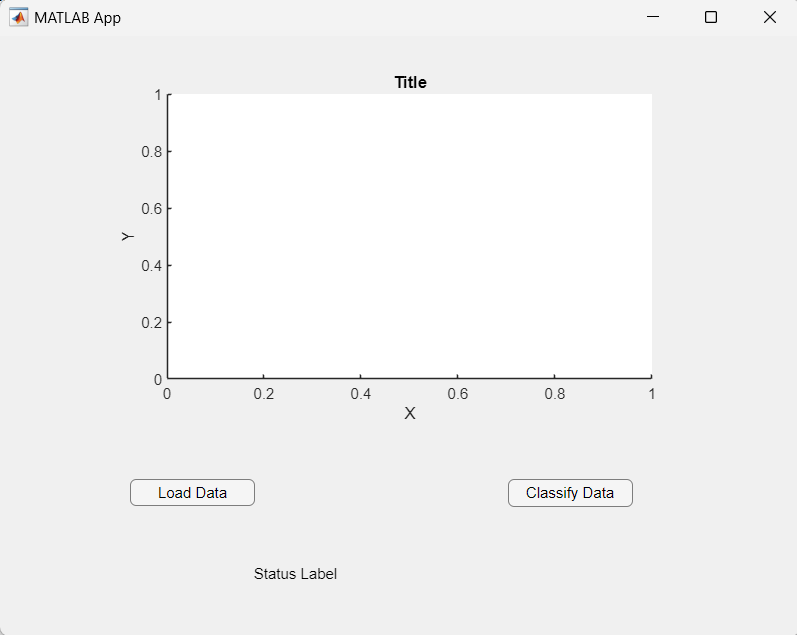 MATLAB App
Title
1
0.8
0.6
Y
0.4
0.2
0
0 0.2 0.4 0.6 0.8 1
X
Load Data Classify Data
Status Label